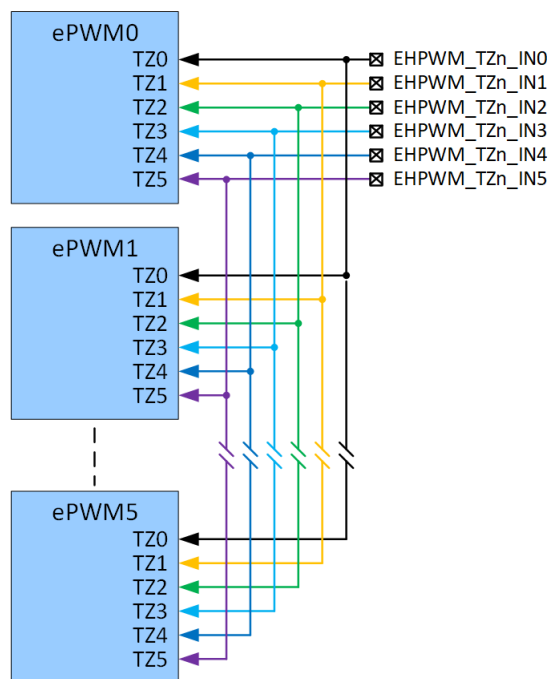 ePWM0
TZ0 EHPWM_TZn_IN0
TZ1 EHPWM_TZn_IN1
TZ2 EHPWM_TZn_IN2
TZ3 EHPWM_TZn_IN3
TZ4 EHPWM_TZn_IN4
TZ5 EHPWM_TZn_IN5
ePWM1
TZ0
TZ1
TZ2
TZ3
TZ4
TZ5
ePWM5
TZ0
TZ1
TZ2
TZ3
TZ4
TZ5